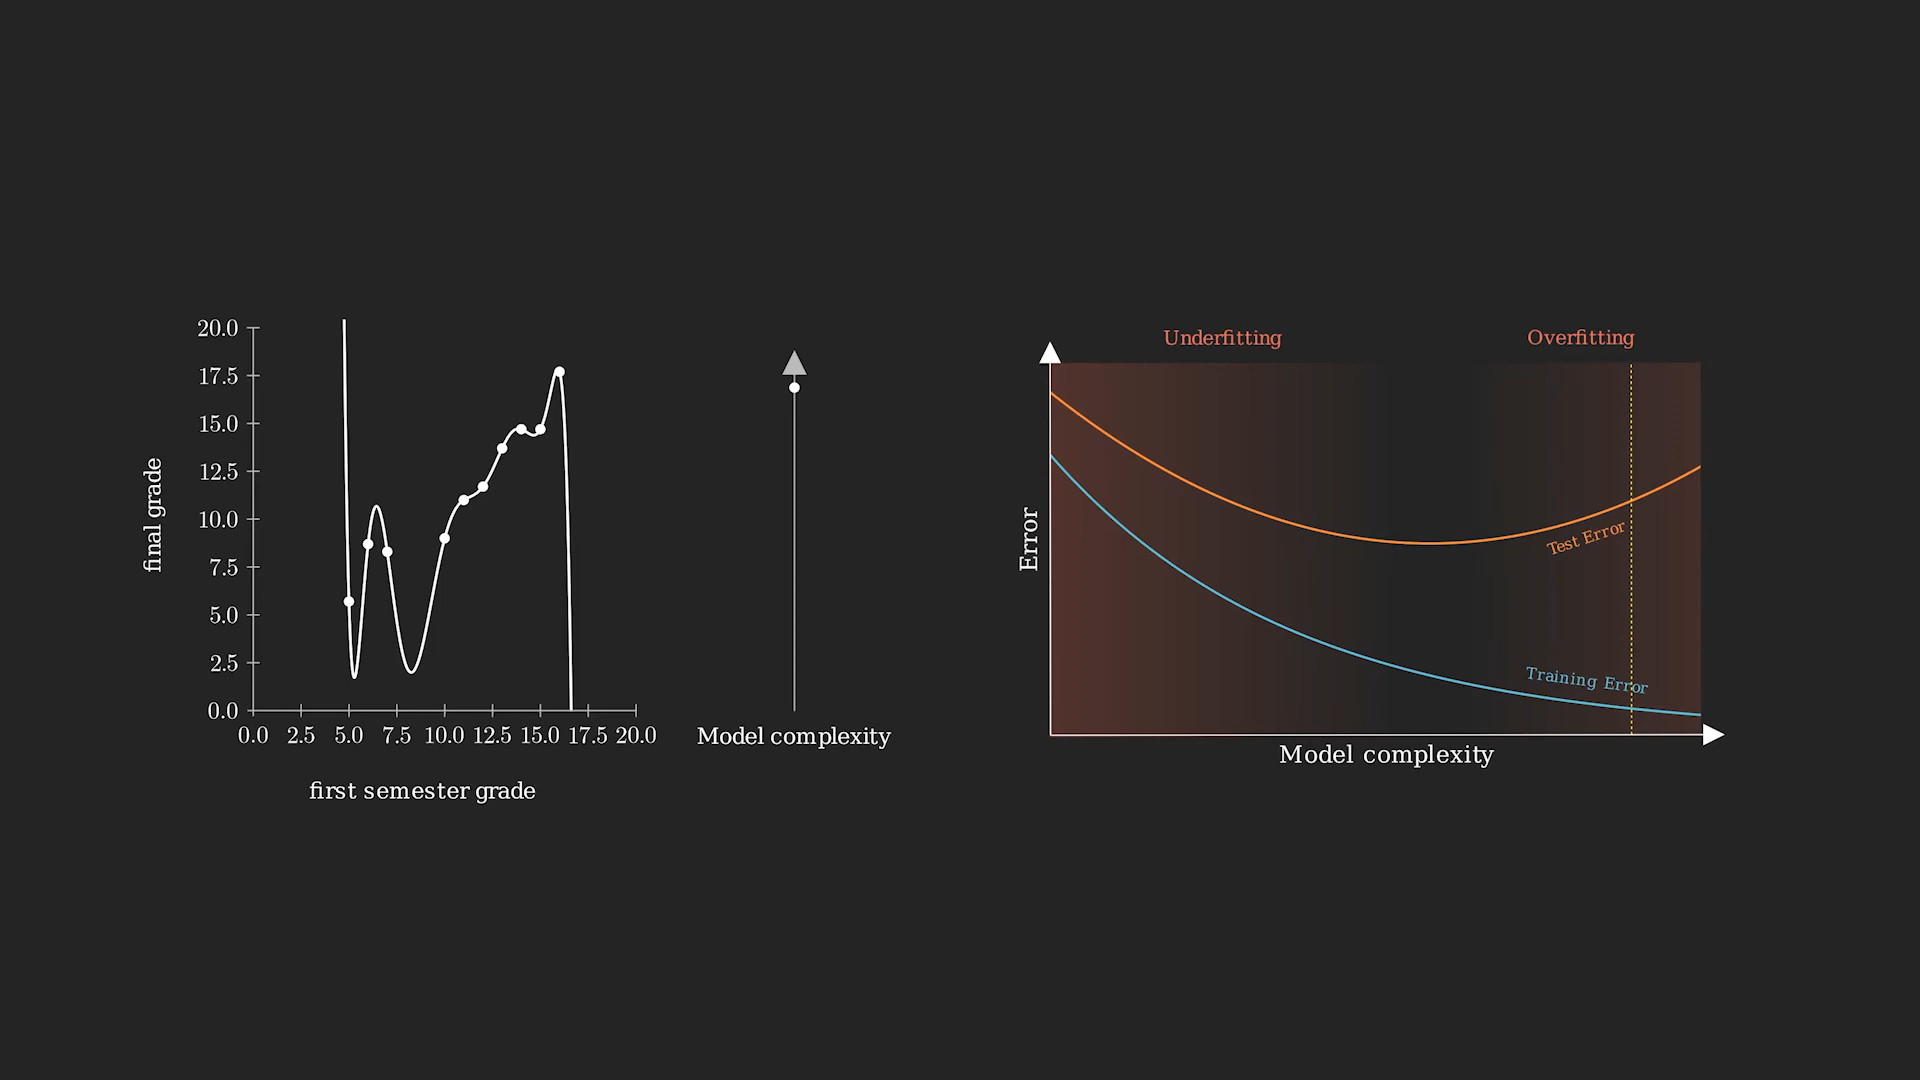 20.0
17.5
15.0
12.5
10.0
7.5
5.0
2.5
0.0
final grade
0.0 2.5 5.0 7.5 10.0 12.5 15.0 17.5 20.0
first semester grade
Model complexity
Underfitting
Overfitting
Error
Test Error
Training Error
Model complexity